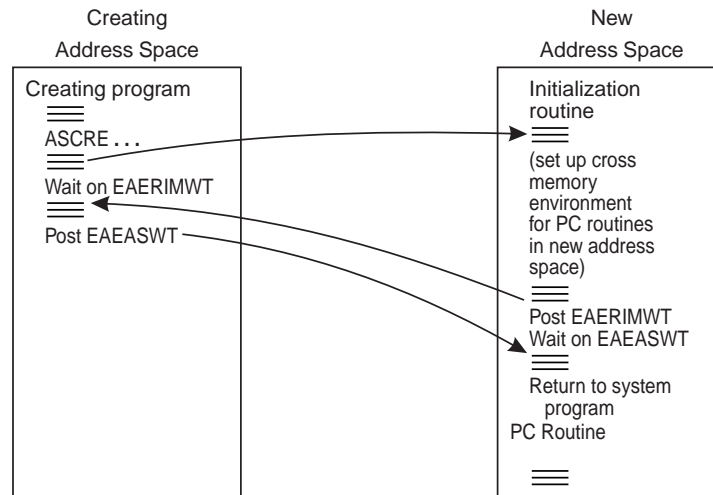 Creating
Address Space
Creating program
ASCRE . . .
Wait on EAERIMWT
Post EAEASWT
New
Address Space
Initialization
routine
(set up cross
memory
environment
for PC routines
in new address
space)
Post EAERIMWT
Wait on EAEASWT
Return to system
program
PC Routine